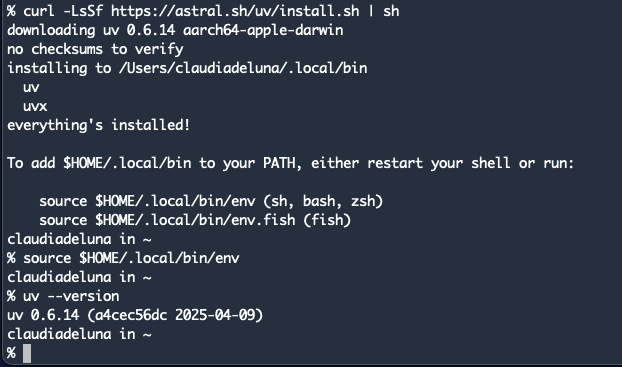 % curl -LsSf https://astral.sh/uv/install.sh | sh
downloading uv 0.6.14 aarch64-apple-darwin
no checksums to verify
installing to /Users/claudiadeluna/.local/bin
  uv
  uvx
everything's installed!

To add $HOME/.local/bin to your PATH, either restart your shell or run:

    source $HOME/.local/bin/env (sh, bash, zsh)
    source $HOME/.local/bin/env.fish (fish)
claudiadeluna in ~
% source $HOME/.local/bin/env
claudiadeluna in ~
% uv --version
uv 0.6.14 (a4cec56dc 2025-04-09)
claudiadeluna in ~
%